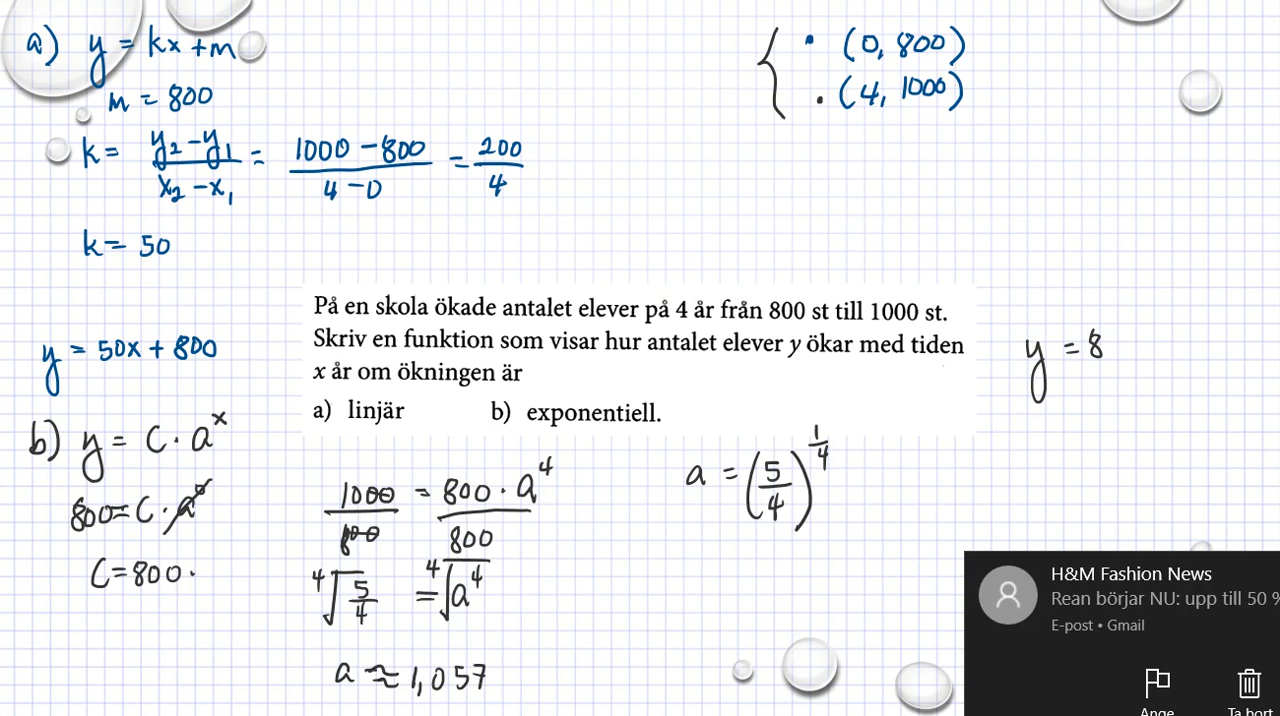 a) y = kx + m
m = 800
k = y₂ - y₁ / x₂ - x₁ = 1000 - 800 / 4 - 0 = 200 / 4
k = 50
y = 50x + 800
{ • (0, 800)
. (4, 1000)
På en skola ökade antalet elever på 4 år från 800 st till 1000 st.
Skriv en funktion som visar hur antalet elever y ökar med tiden
x år om ökningen är
a) linjär b) exponentiell.
b) y = C · a^x
800 = C · a^0
C = 800 ·
1000 / 800 = 800 · a^4 / 800
⁴√(5/4) = ⁴√(a^4)
a ≈ 1,057
a = (5/4)^(1/4)
y = 8
H&M Fashion News
Rean börjar NU: upp till 50 %
E-post • Gmail